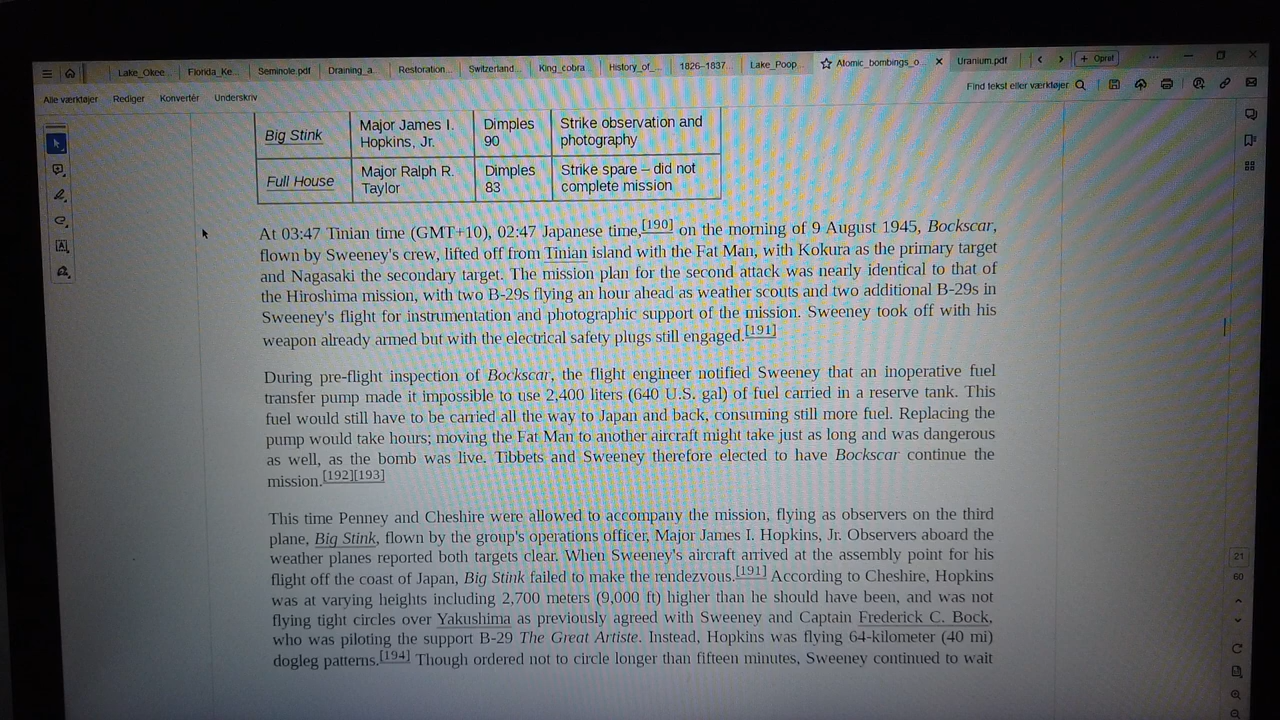 Lake_Okee...
Florida_Ke...
Seminole.pdf
Draining_a...
Restoration...
Switzerland...
King_cobra...
History_of_...
1826–1837...
Lake_Poop...
Atomic_bombings_o...
Uranium.pdf
+ Opret
Alle værktøjer Rediger Konvertér Underskriv
Find tekst eller værktøjer
Big Stink
Major James I.
Hopkins, Jr.
Dimples
90
Strike observation and
photography
Full House
Major Ralph R.
Taylor
Dimples
83
Strike spare – did not
complete mission
At 03:47 Tinian time (GMT+10), 02:47 Japanese time,[190] on the morning of 9 August 1945, Bockscar,
flown by Sweeney's crew, lifted off from Tinian island with the Fat Man, with Kokura as the primary target
and Nagasaki the secondary target. The mission plan for the second attack was nearly identical to that of
the Hiroshima mission, with two B-29s flying an hour ahead as weather scouts and two additional B-29s in
Sweeney's flight for instrumentation and photographic support of the mission. Sweeney took off with his
weapon already armed but with the electrical safety plugs still engaged.[191]
During pre-flight inspection of Bockscar, the flight engineer notified Sweeney that an inoperative fuel
transfer pump made it impossible to use 2,400 liters (640 U.S. gal) of fuel carried in a reserve tank. This
fuel would still have to be carried all the way to Japan and back, consuming still more fuel. Replacing the
pump would take hours; moving the Fat Man to another aircraft might take just as long and was dangerous
as well, as the bomb was live. Tibbets and Sweeney therefore elected to have Bockscar continue the
mission.[192][193]
This time Penney and Cheshire were allowed to accompany the mission, flying as observers on the third
plane, Big Stink, flown by the group's operations officer, Major James I. Hopkins, Jr. Observers aboard the
weather planes reported both targets clear. When Sweeney's aircraft arrived at the assembly point for his
flight off the coast of Japan, Big Stink failed to make the rendezvous.[191] According to Cheshire, Hopkins
was at varying heights including 2,700 meters (9,000 ft) higher than he should have been, and was not
flying tight circles over Yakushima as previously agreed with Sweeney and Captain Frederick C. Bock,
who was piloting the support B-29 The Great Artiste. Instead, Hopkins was flying 64-kilometer (40 mi)
dogleg patterns.[194] Though ordered not to circle longer than fifteen minutes, Sweeney continued to wait
21
60